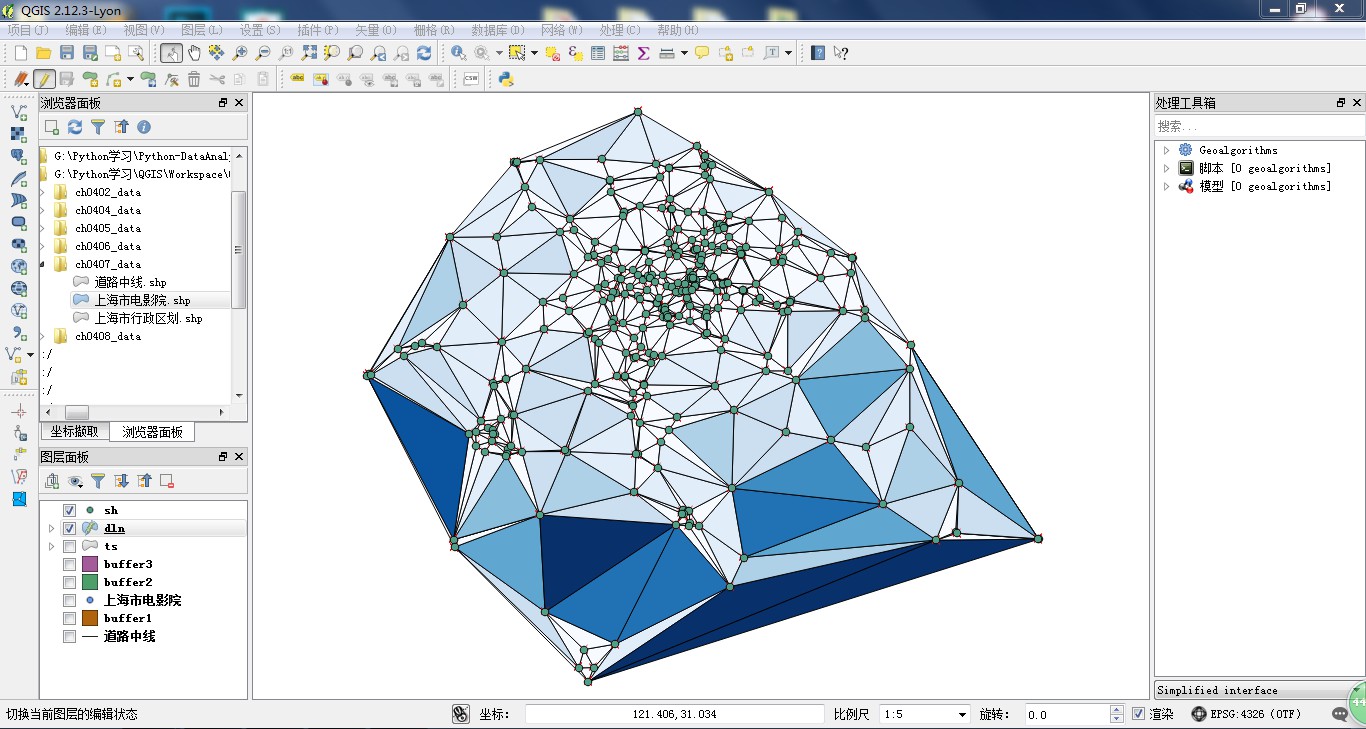 QGIS 2.12.3-Lyon
项目(J) 编辑(E) 视图(V) 图层(L) 设置(S) 插件(P) 矢量(O) 栅格(R) 数据库(D) 网络(W) 处理(C) 帮助(H)
浏览器面板
G:\Python学习\Python-DataAnal
G:\Python学习\QGIS\Workspace\
ch0402_data
ch0404_data
ch0405_data
ch0406_data
ch0407_data
道路中线.shp
上海市电影院.shp
上海市行政区划.shp
ch0408_data
:/
:/
:/
坐标撷取 浏览器面板
图层面板
sh
dln
ts
buffer3
buffer2
上海市电影院
buffer1
道路中线
处理工具箱
搜索...
Geoalgorithms
脚本 [0 geoalgorithms]
模型 [0 geoalgorithms]
Simplified interface
切换当前图层的编辑状态 坐标: 121.406,31.034 比例尺 1:5 旋转: 0.0 渲染 EPSG:4326 (OTF)
44